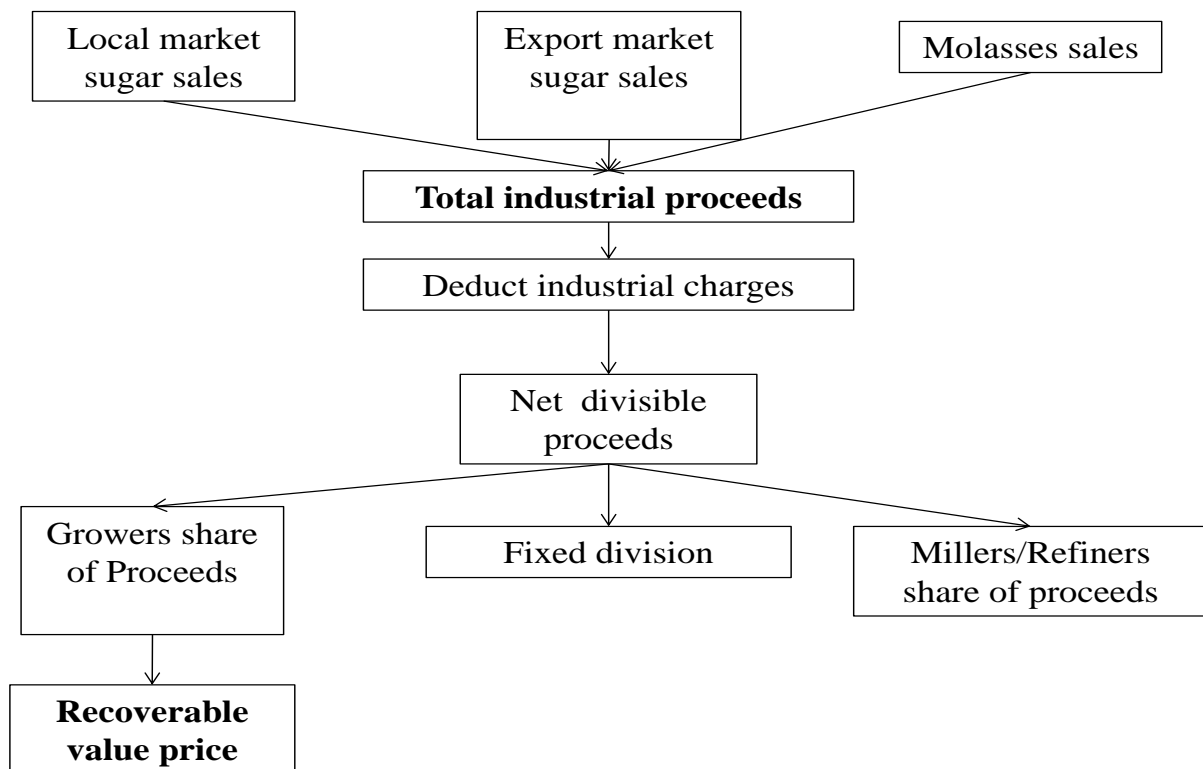 Local market
sugar sales
Export market
sugar sales
Molasses sales
Total industrial proceeds
Deduct industrial charges
Net divisible
proceeds
Growers share
of Proceeds
Fixed division
Millers/Refiners
share of proceeds
Recoverable
value price